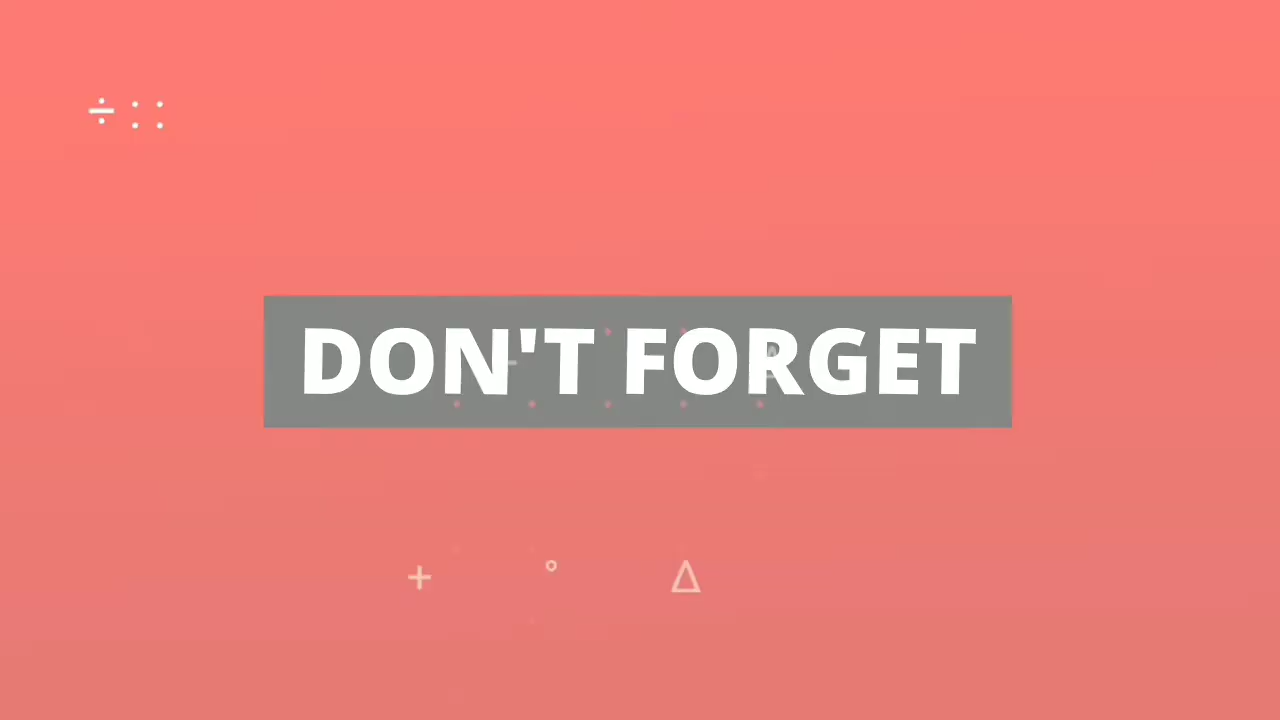 ÷ : :
DON'T FORGET
+ ° Δ